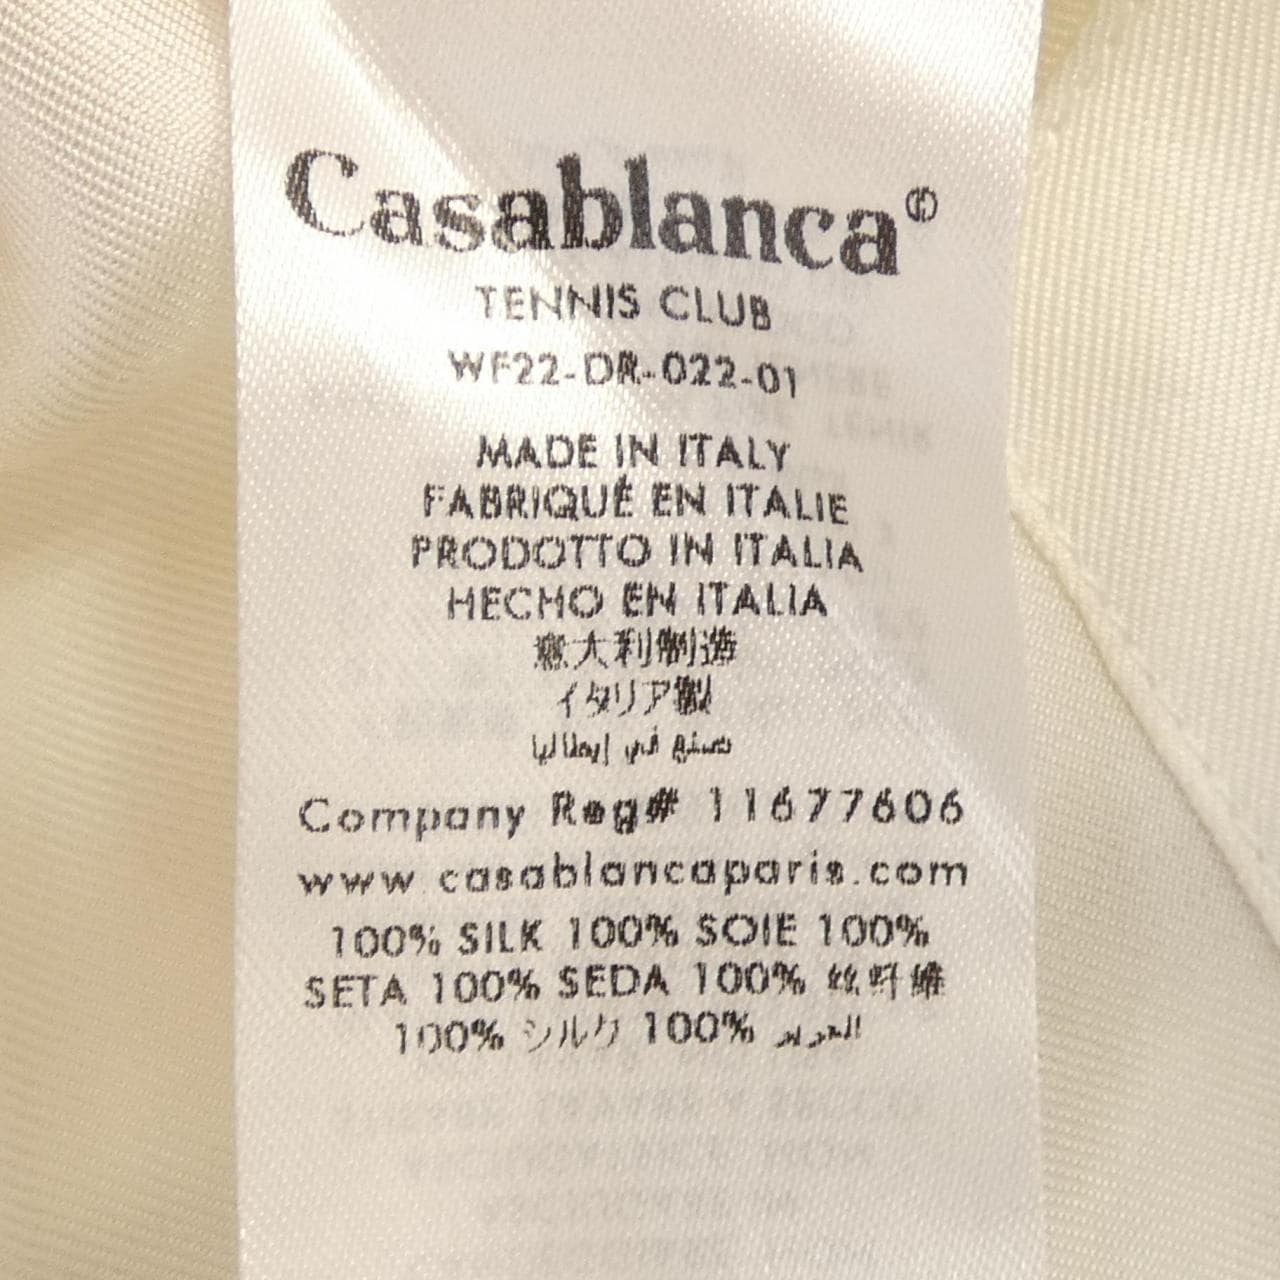 Casablanca®
TENNIS CLUB
WF22-DR-022-01
MADE IN ITALY
FABRIQUÉ EN ITALIE
PRODOTTO IN ITALIA
HECHO EN ITALIA
意大利制造
イタリア製
صنع في إيطاليا
Company Reg# 11677606
www.casablancaparis.com
100% SILK 100% SOIE 100%
SETA 100% SEDA 100% 丝纤维
100% シルク 100% الحرير